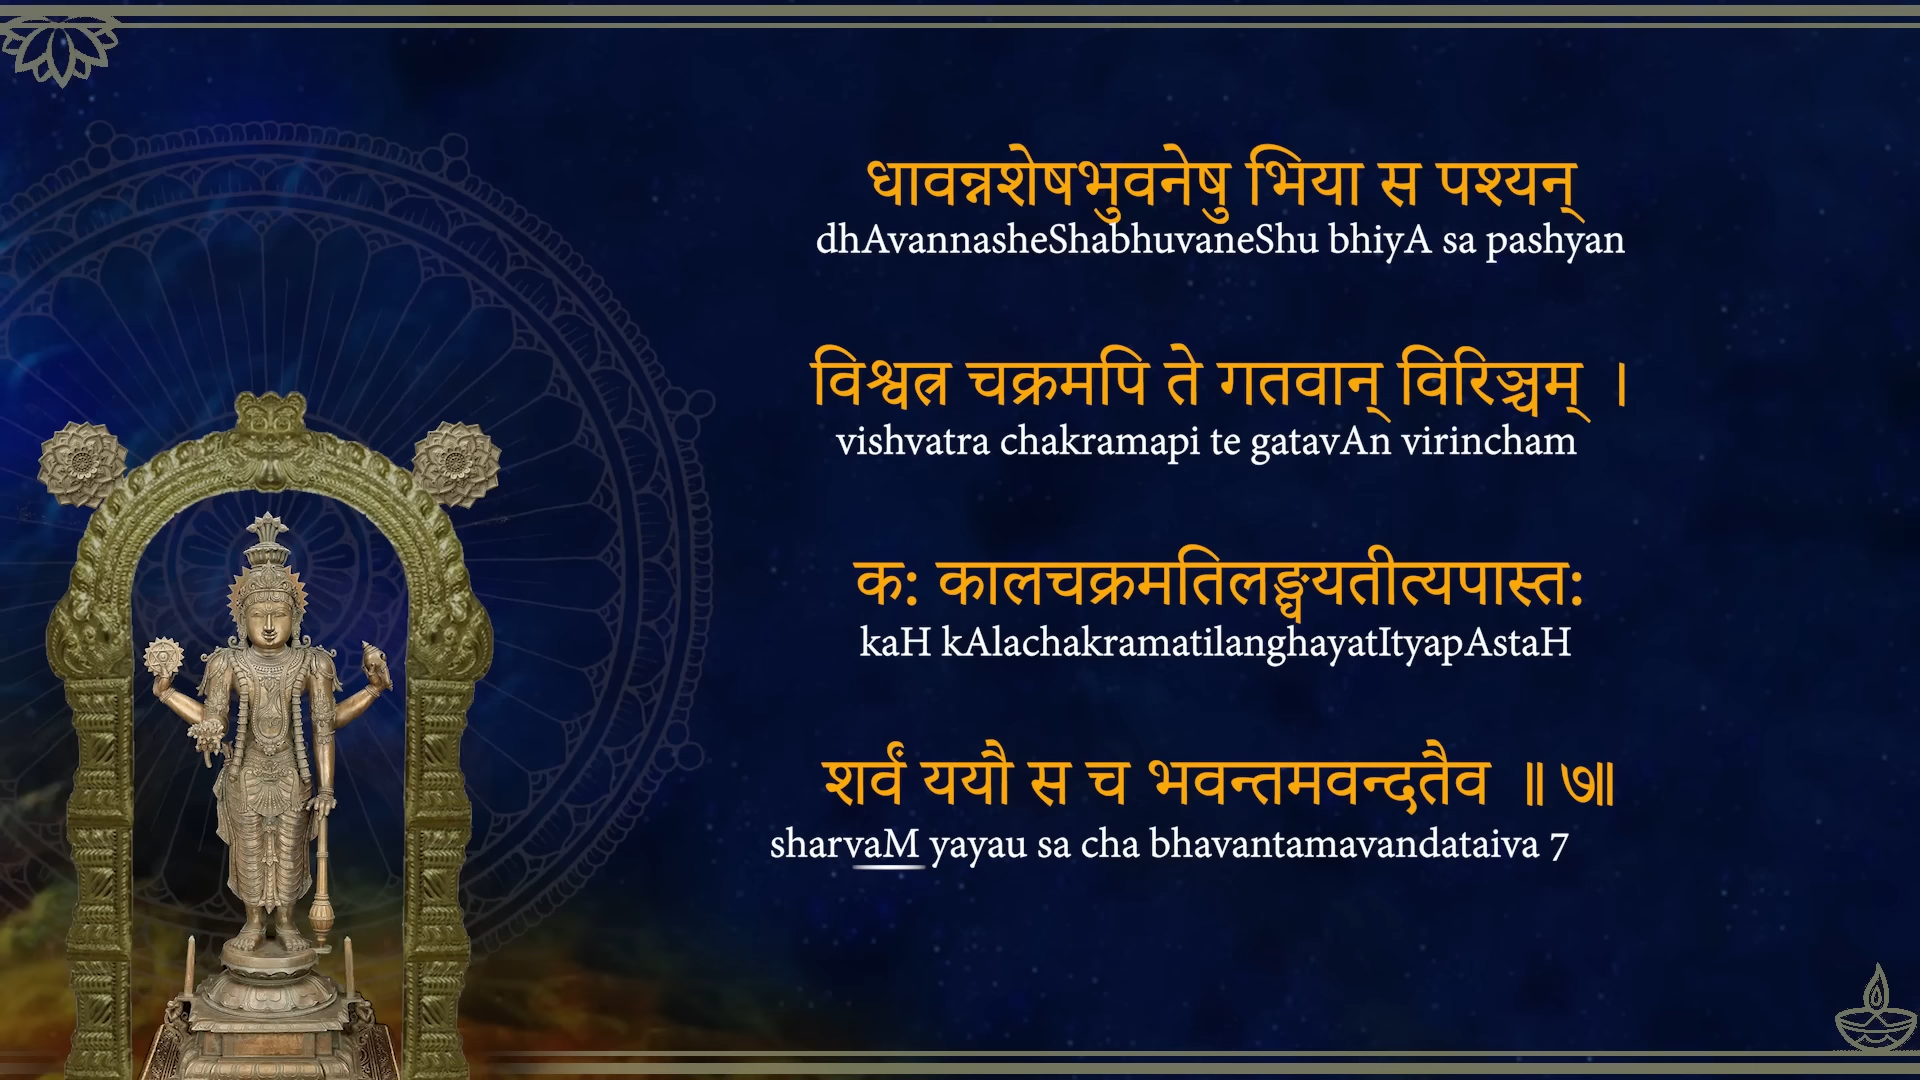 धावन्नशेषभुवनेषु भिया स पश्यन्
dhAvannasheShabhuvaneShu bhiyA sa pashyan
विश्वत्र चक्रमपि ते गतवान् विरिञ्चम् ।
vishvatra chakramapi te gatavAn virincham
क: कालचक्रमतिलङ्घयतीत्यपास्त:
kaH kAlachakramatilanghayatItyapAstaH
शर्वं ययौ स च भवन्तमवन्दतैव ॥ ७॥
sharvaM yayau sa cha bhavantamavandataiva 7